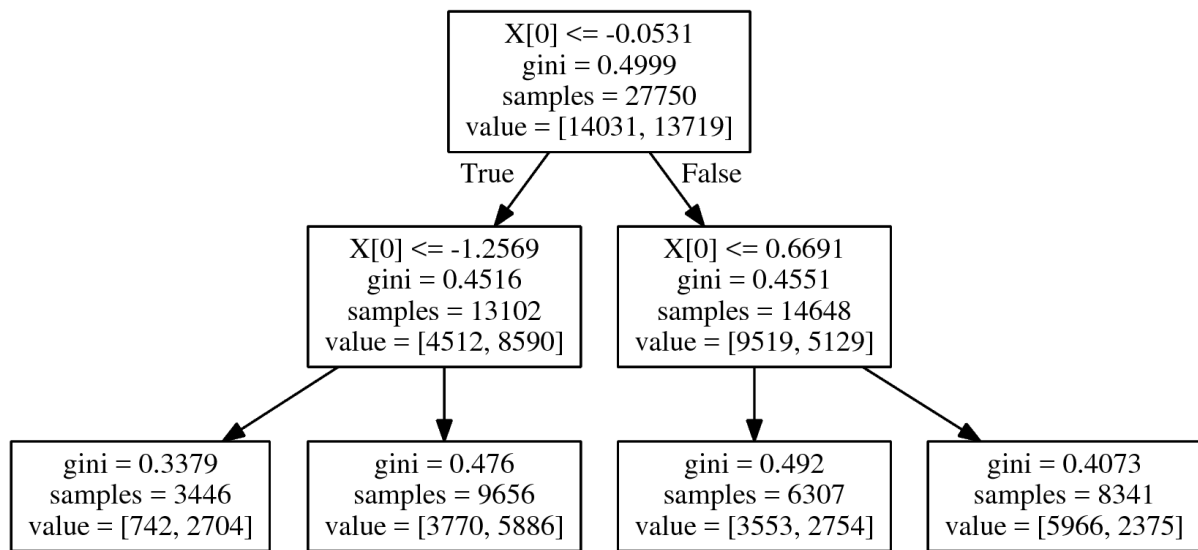 X[0] <= -0.0531
gini = 0.4999
samples = 27750
value = [14031, 13719]
True
False
X[0] <= -1.2569
gini = 0.4516
samples = 13102
value = [4512, 8590]
X[0] <= 0.6691
gini = 0.4551
samples = 14648
value = [9519, 5129]
gini = 0.3379
samples = 3446
value = [742, 2704]
gini = 0.476
samples = 9656
value = [3770, 5886]
gini = 0.492
samples = 6307
value = [3553, 2754]
gini = 0.4073
samples = 8341
value = [5966, 2375]